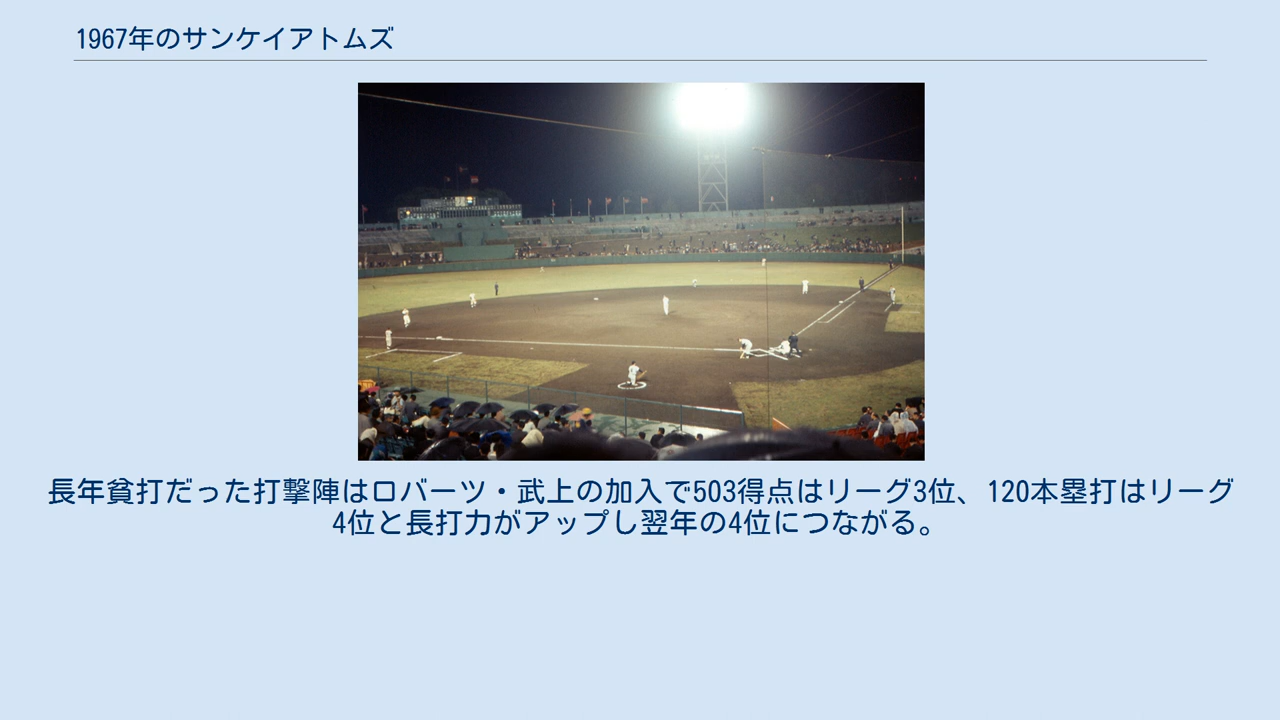 1967年のサンケイアトムズ
長年貧打だった打撃陣はロバーツ・武上の加入で503得点はリーグ3位、120本塁打はリーグ
4位と長打力がアップし翌年の4位につながる。